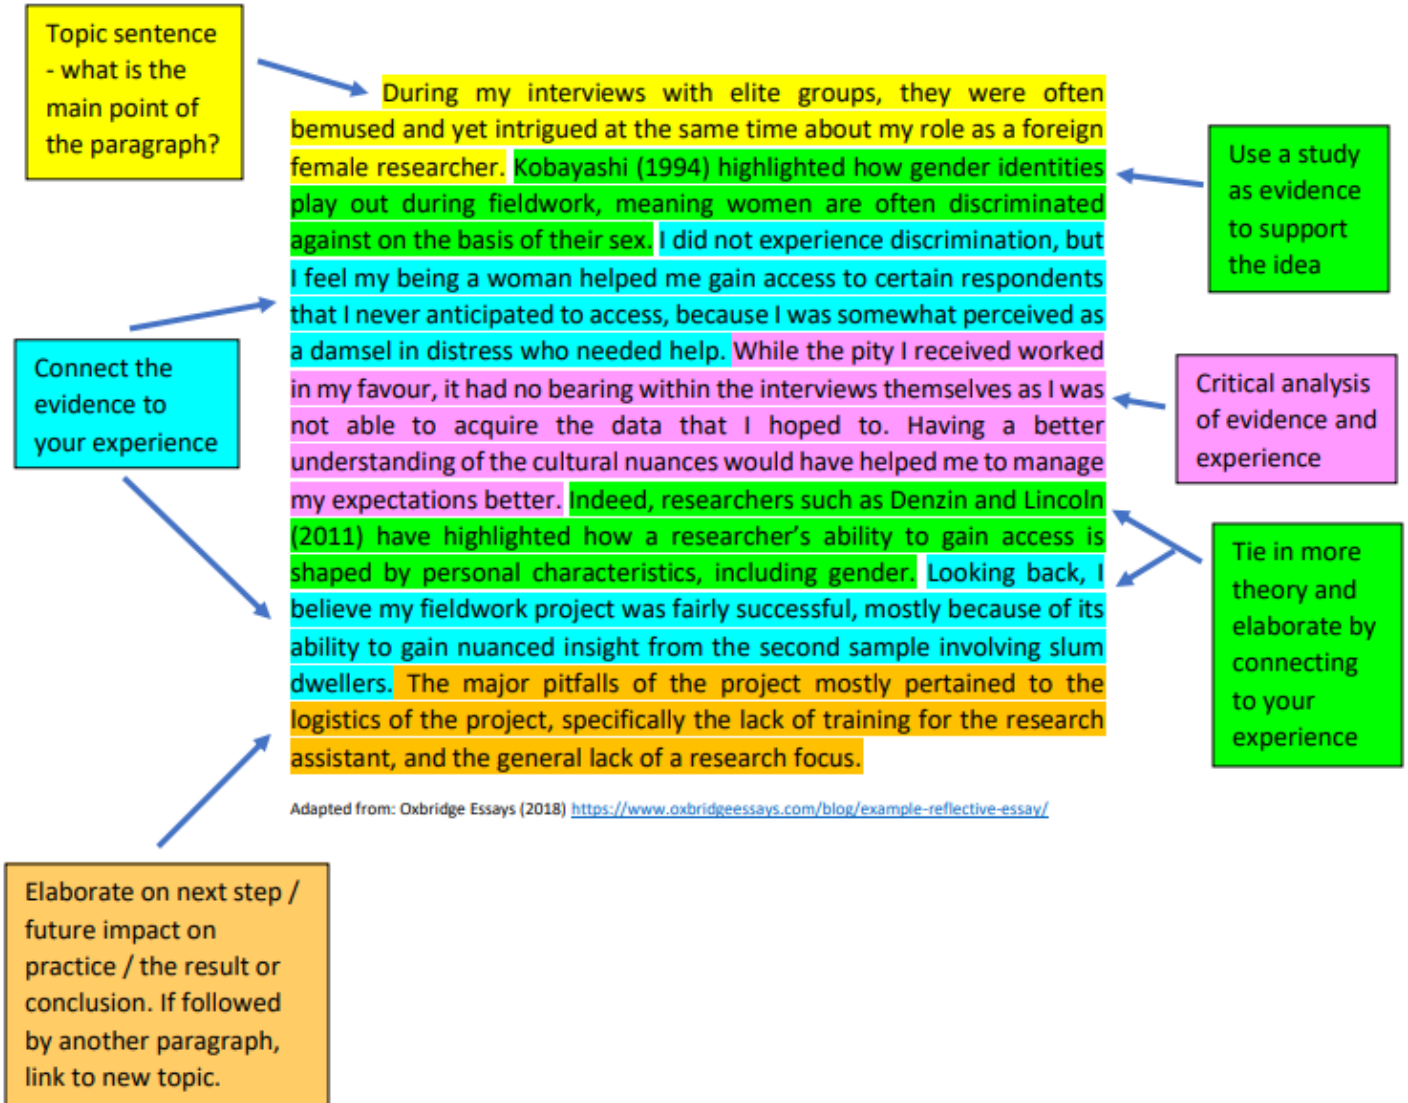 Topic sentence
- what is the
main point of
the paragraph?
During my interviews with elite groups, they were often
bemused and yet intrigued at the same time about my role as a foreign
female researcher. Kobayashi (1994) highlighted how gender identities
play out during fieldwork, meaning women are often discriminated
against on the basis of their sex. I did not experience discrimination, but
I feel my being a woman helped me gain access to certain respondents
that I never anticipated to access, because I was somewhat perceived as
a damsel in distress who needed help. While the pity I received worked
in my favour, it had no bearing within the interviews themselves as I was
not able to acquire the data that I hoped to. Having a better
understanding of the cultural nuances would have helped me to manage
my expectations better. Indeed, researchers such as Denzin and Lincoln
(2011) have highlighted how a researcher's ability to gain access is
shaped by personal characteristics, including gender. Looking back, I
believe my fieldwork project was fairly successful, mostly because of its
ability to gain nuanced insight from the second sample involving slum
dwellers. The major pitfalls of the project mostly pertained to the
logistics of the project, specifically the lack of training for the research
assistant, and the general lack of a research focus.
Adapted from: Oxbridge Essays (2018) https://www.oxbridgeessays.com/blog/example-reflective-essay/
Use a study
as evidence
to support
the idea
Connect the
evidence to
your experience
Critical analysis
of evidence and
experience
Tie in more
theory and
elaborate by
connecting
to your
experience
Elaborate on next step /
future impact on
practice / the result or
conclusion. If followed
by another paragraph,
link to new topic.